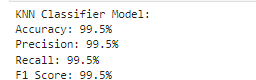 KNN Classifier Model:
Accuracy: 99.5%
Precision: 99.5%
Recall: 99.5%
F1 Score: 99.5%